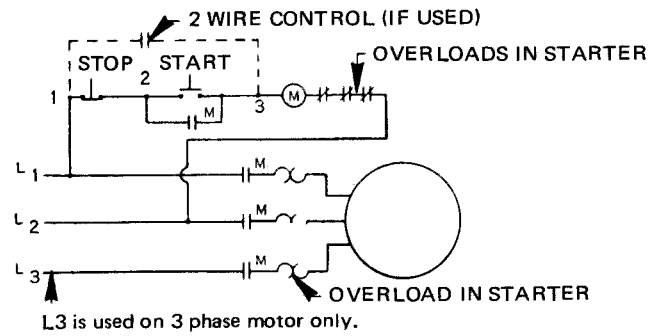 2 WIRE CONTROL (IF USED)
OVERLOADS IN STARTER
STOP 2 START
1 3 M
M
L1 M
L2 M
L3 M
OVERLOAD IN STARTER
L3 is used on 3 phase motor only.